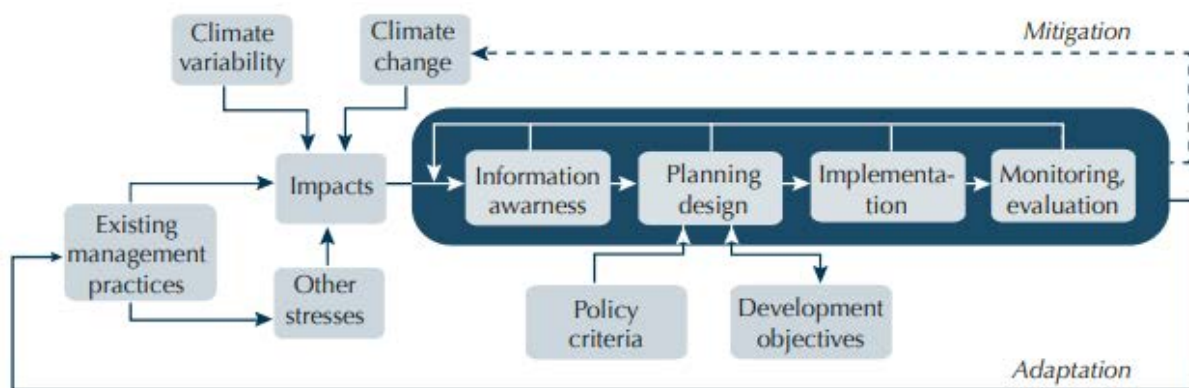 Climate
variability
Climate
change
Mitigation
Impacts
Information
awarness
Planning
design
Implementa-
tion
Monitoring,
evaluation
Existing
management
practices
Other
stresses
Policy
criteria
Development
objectives
Adaptation